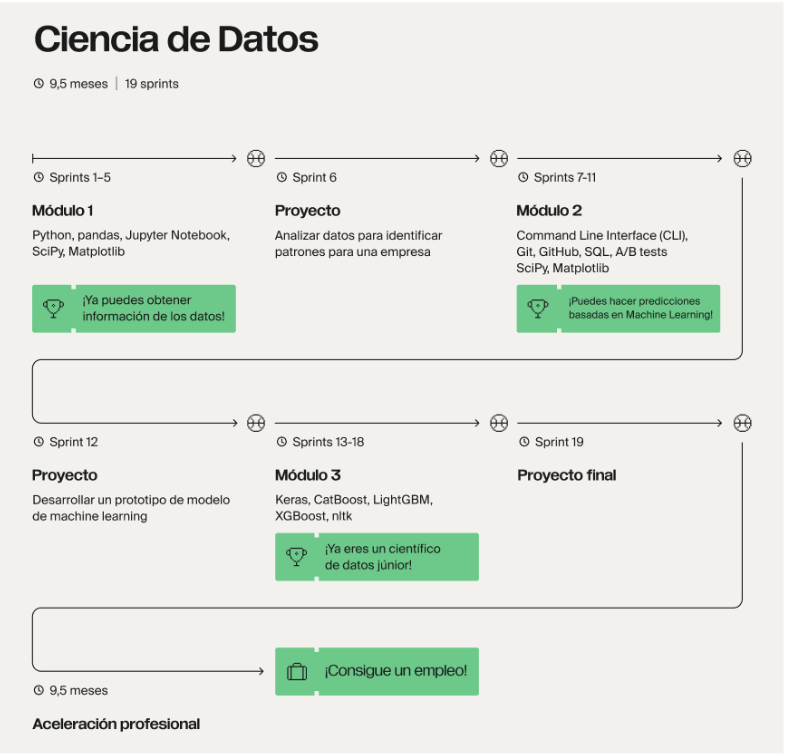 Ciencia de Datos
9,5 meses | 19 sprints
Sprints 1–5
Módulo 1
Python, pandas, Jupyter Notebook,
SciPy, Matplotlib
¡Ya puedes obtener
información de los datos!
Sprint 6
Proyecto
Analizar datos para identificar
patrones para una empresa
Sprints 7-11
Módulo 2
Command Line Interface (CLI),
Git, GitHub, SQL, A/B tests
SciPy, Matplotlib
¡Puedes hacer predicciones
basadas en Machine Learning!
Sprint 12
Proyecto
Desarrollar un prototipo de modelo
de machine learning
Sprints 13-18
Módulo 3
Keras, CatBoost, LightGBM,
XGBoost, nltk
¡Ya eres un científico
de datos júnior!
Sprint 19
Proyecto final
9,5 meses
Aceleración profesional
¡Consigue un empleo!